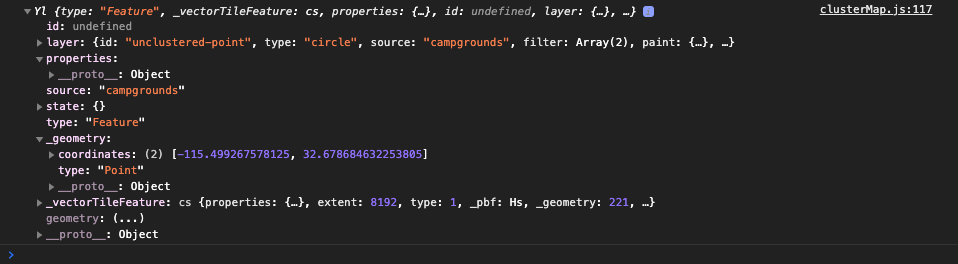 Yl {type: "Feature", _vectorTileFeature: cs, properties: {…}, id: undefined, layer: {…}, …} i clusterMap.js:117
id: undefined
layer: {id: "unclustered-point", type: "circle", source: "campgrounds", filter: Array(2), paint: {…}, …}
properties:
__proto__: Object
source: "campgrounds"
state: {}
type: "Feature"
_geometry:
coordinates: (2) [-115.499267578125, 32.678684632253805]
type: "Point"
__proto__: Object
_vectorTileFeature: cs {properties: {…}, extent: 8192, type: 1, _pbf: Hs, _geometry: 221, …}
geometry: (...)
__proto__: Object